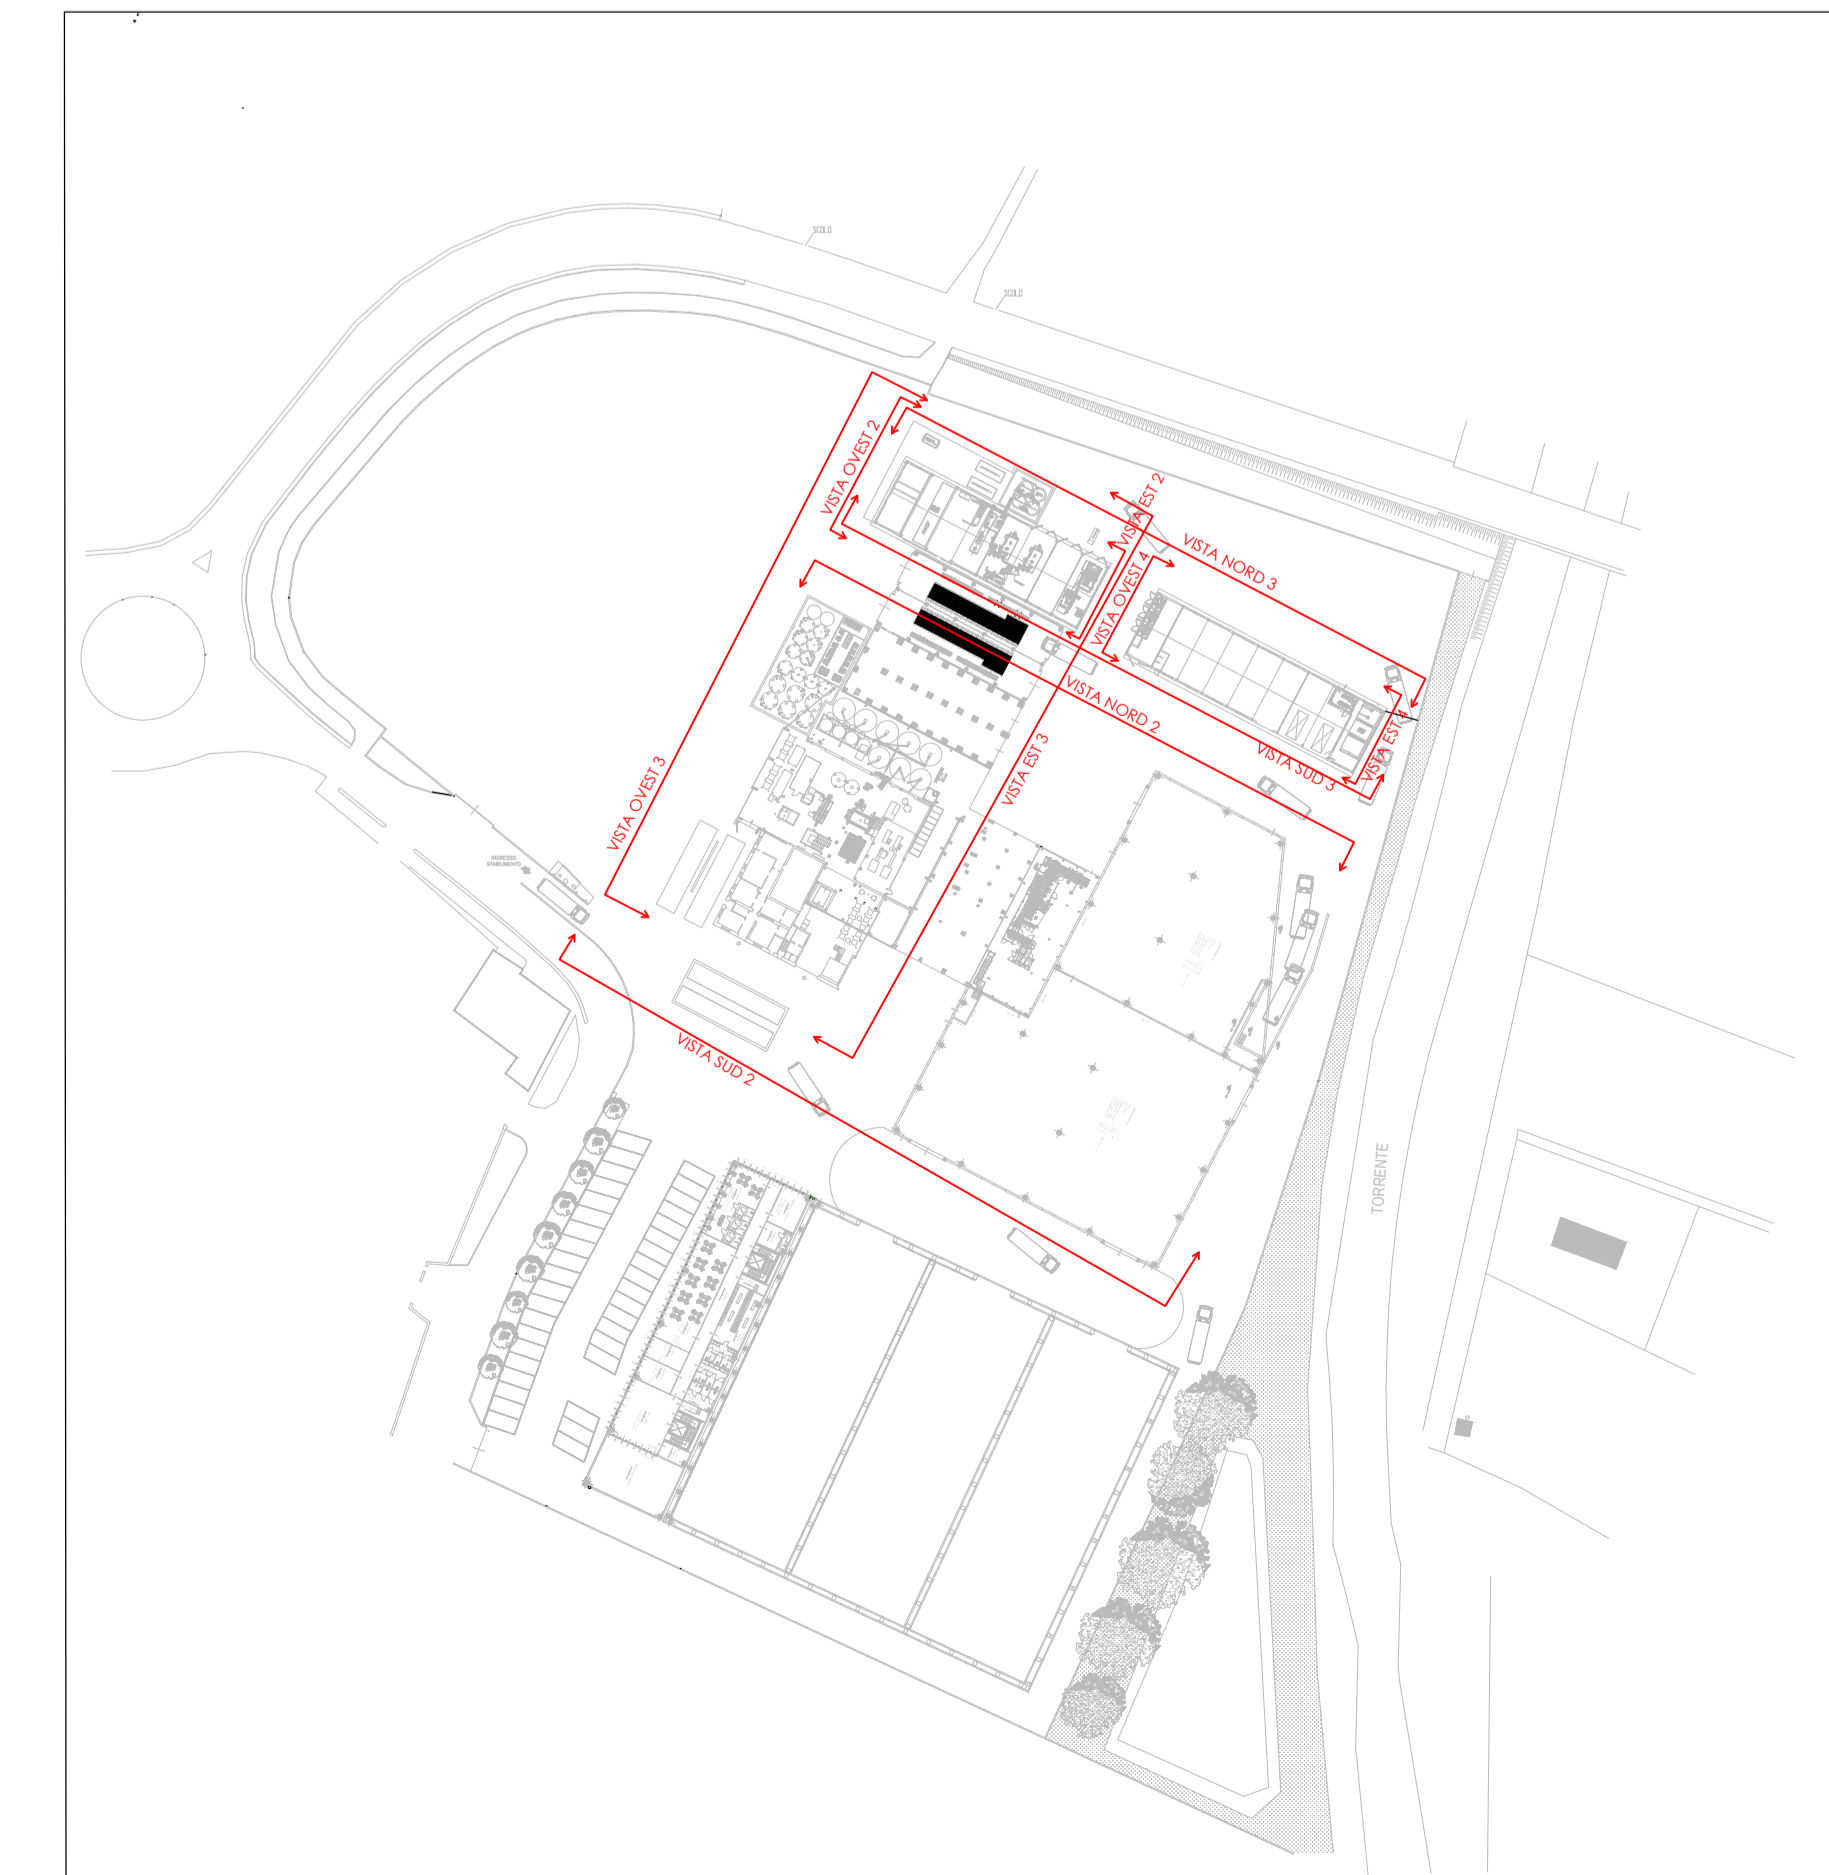 SCOLO
SCOLO
VISTA OVEST 2
VISTA EST 2
VISTA NORD 3
VISTA OVEST 4
VISTA NORD 2
VISTA EST 4
VISTA SUD 3
VISTA EST 3
VISTA OVEST 3
INGRESSO
STABILIMENTO
VISTA SUD 2
TORRENTE